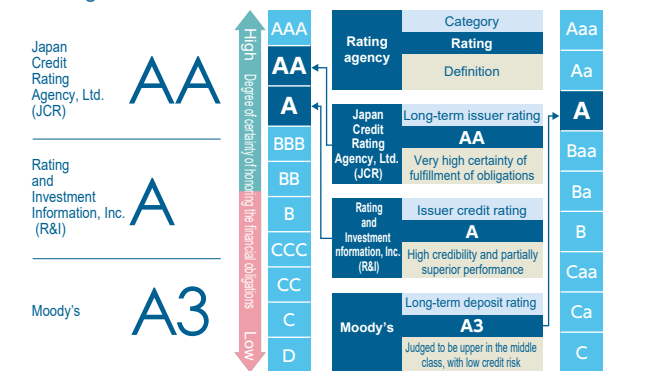 Japan
Credit
Rating
Agency, Ltd.
(JCR)
AA
Rating
and
Investment
Information, Inc.
(R&I)
A
Moody's
A3
High
Degree of certainty of honoring the financial obligations
Low
AAA
AA
A
BBB
BB
B
CCC
CC
C
D
Rating
agency
Category
Rating
Definition
Japan
Credit
Rating
Agency, Ltd.
(JCR)
Long-term issuer rating
AA
Very high certainty of
fulfillment of obligations
Rating
and
Investment
nformation, Inc.
(R&I)
Issuer credit rating
A
High credibility and partially
superior performance
Moody's
Long-term deposit rating
A3
Judged to be upper in the middle
class, with low credit risk
Aaa
Aa
A
Baa
Ba
B
Caa
Ca
C